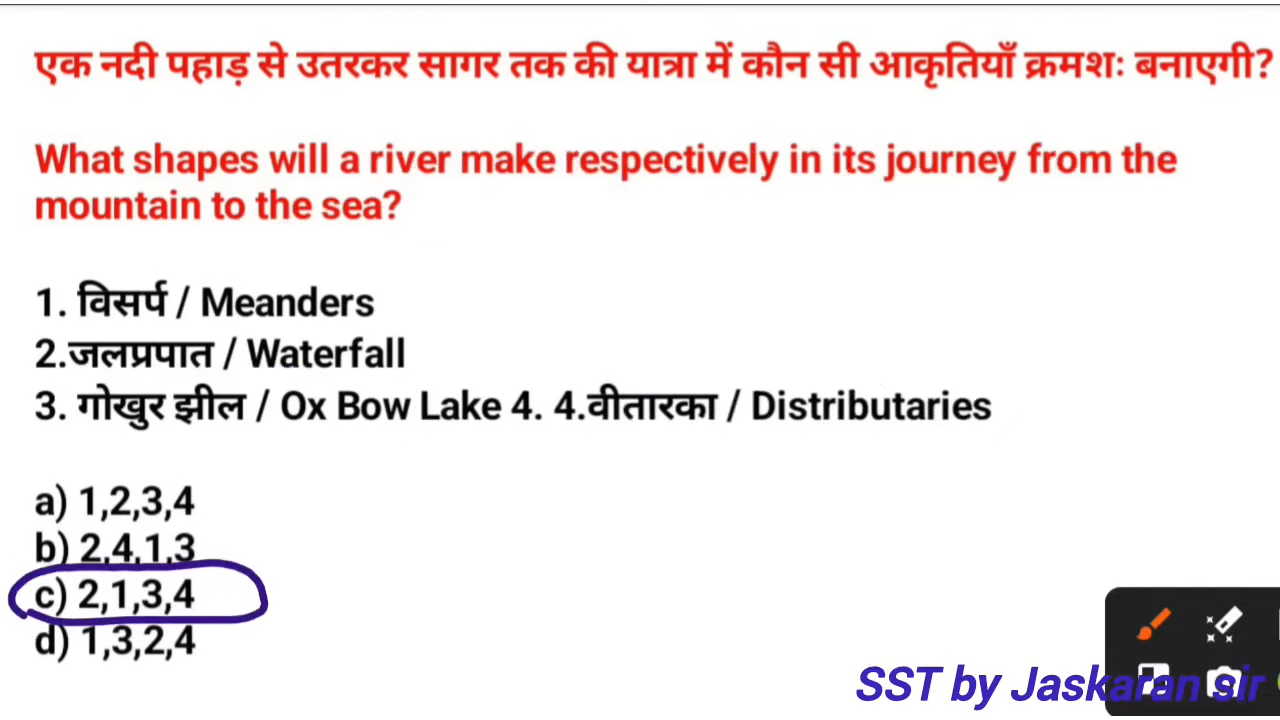 एक नदी पहाड़ से उतरकर सागर तक की यात्रा में कौन सी आकृतियाँ क्रमशः बनाएगी?
What shapes will a river make respectively in its journey from the
mountain to the sea?
1. विसर्प / Meanders
2.जलप्रपात / Waterfall
3. गोखुर झील / Ox Bow Lake 4. 4.वीतारका / Distributaries
a) 1,2,3,4
b) 2,4,1,3
c) 2,1,3,4
d) 1,3,2,4
SST by Jaskaran sir